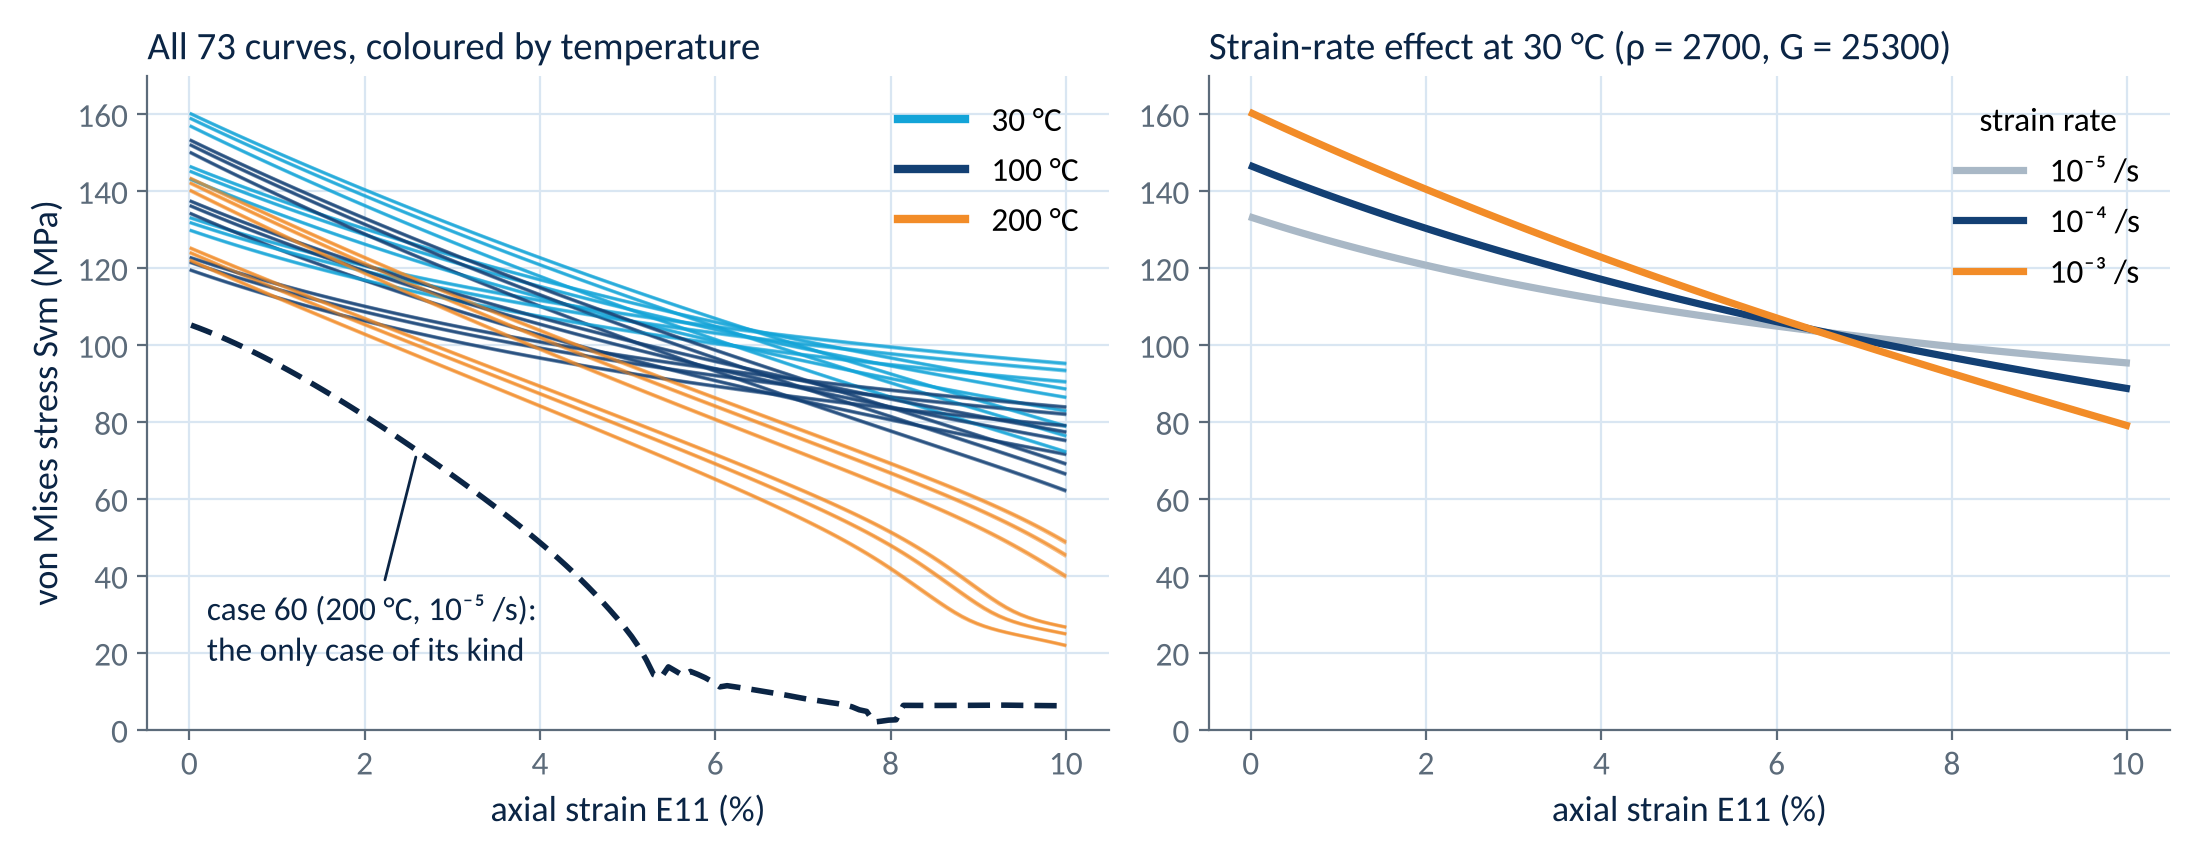 All 73 curves, coloured by temperature
von Mises stress Svm (MPa)
160
140
120
100
80
60
40
20
0
30 °C
100 °C
200 °C
case 60 (200 °C, 10⁻⁵ /s):
the only case of its kind
0 2 4 6 8 10
axial strain E11 (%)
Strain-rate effect at 30 °C (ρ = 2700, G = 25300)
160
140
120
100
80
60
40
20
0
strain rate
10⁻⁵ /s
10⁻⁴ /s
10⁻³ /s
0 2 4 6 8 10
axial strain E11 (%)